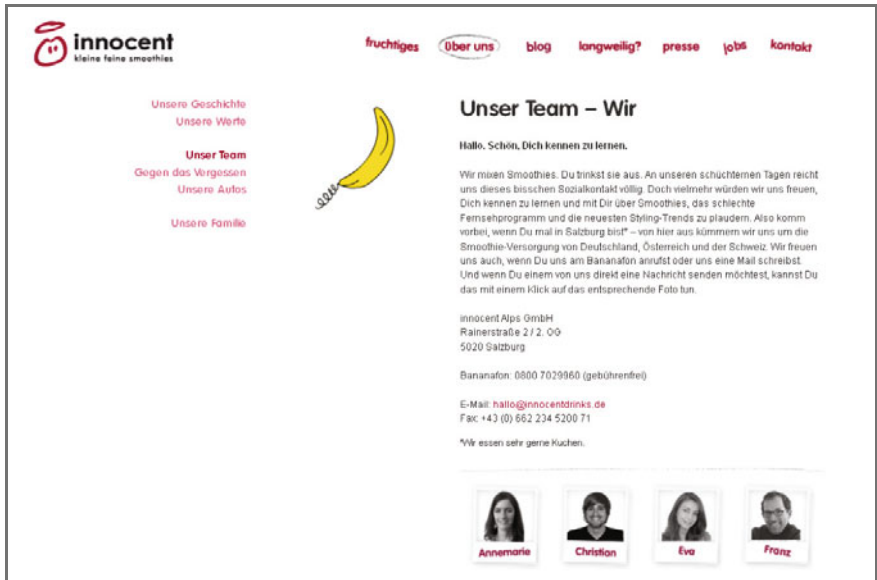 innocent
kleine feine smoothies
fruchtiges über uns blog langweilig? presse jobs kontakt
Unsere Geschichte
Unsere Werte
Unser Team
Gegen das Vergessen
Unsere Autos
Unsere Familie
Unser Team – Wir
Hallo. Schön, Dich kennen zu lernen.
Wir mixen Smoothies. Du trinkst sie aus. An unseren schüchternen Tagen reicht
uns dieses bisschen Sozialkontakt völlig. Doch vielmehr würden wir uns freuen,
Dich kennen zu lernen und mit Dir über Smoothies, das schlechte
Fernsehprogramm und die neuesten Styling-Trends zu plaudern. Also komm
vorbei, wenn Du mal in Salzburg bist* – von hier aus kümmern wir uns um die
Smoothie-Versorgung von Deutschland, Österreich und der Schweiz. Wir freuen
uns auch, wenn Du uns am Bananafon anrufst oder uns eine Mail schreibst.
Und wenn Du einem von uns direkt eine Nachricht senden möchtest, kannst Du
das mit einem Klick auf das entsprechende Foto tun.
innocent Alps GmbH
Rainerstraße 2 / 2. OG
5020 Salzburg
Bananafon: 0800 7029960 (gebührenfrei)
E-Mail: hallo@innocentdrinks.de
Fax: +43 (0) 662 234 5200 71
*Wir essen sehr gerne Kuchen.
Annemarie Christian Eva Franz